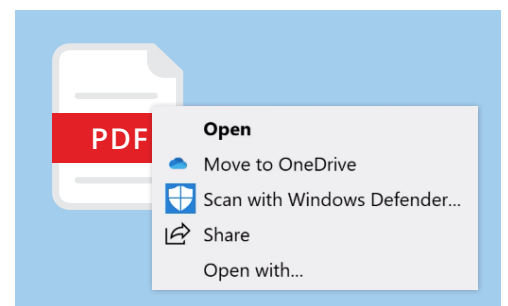 PDF
Open
Move to OneDrive
Scan with Windows Defender...
Share
Open with...